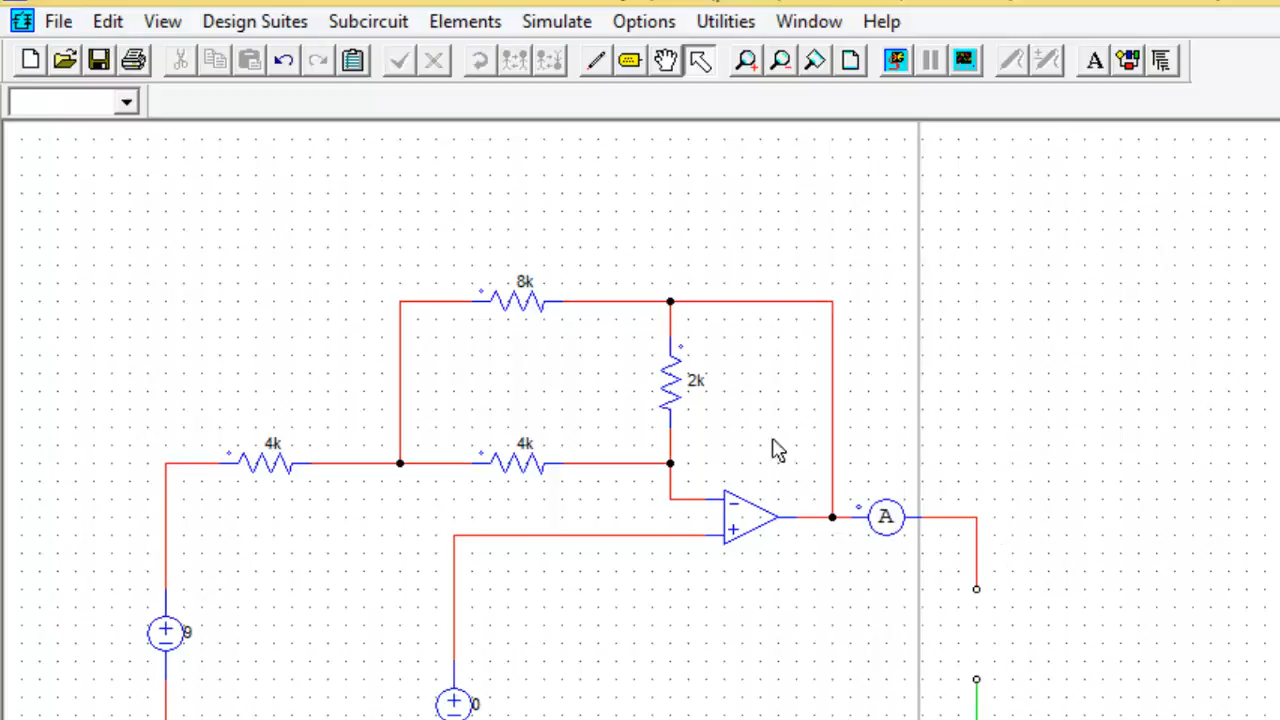 File Edit View Design Suites Subcircuit Elements Simulate Options Utilities Window Help
A
8k
2k
4k 4k
A
9
0